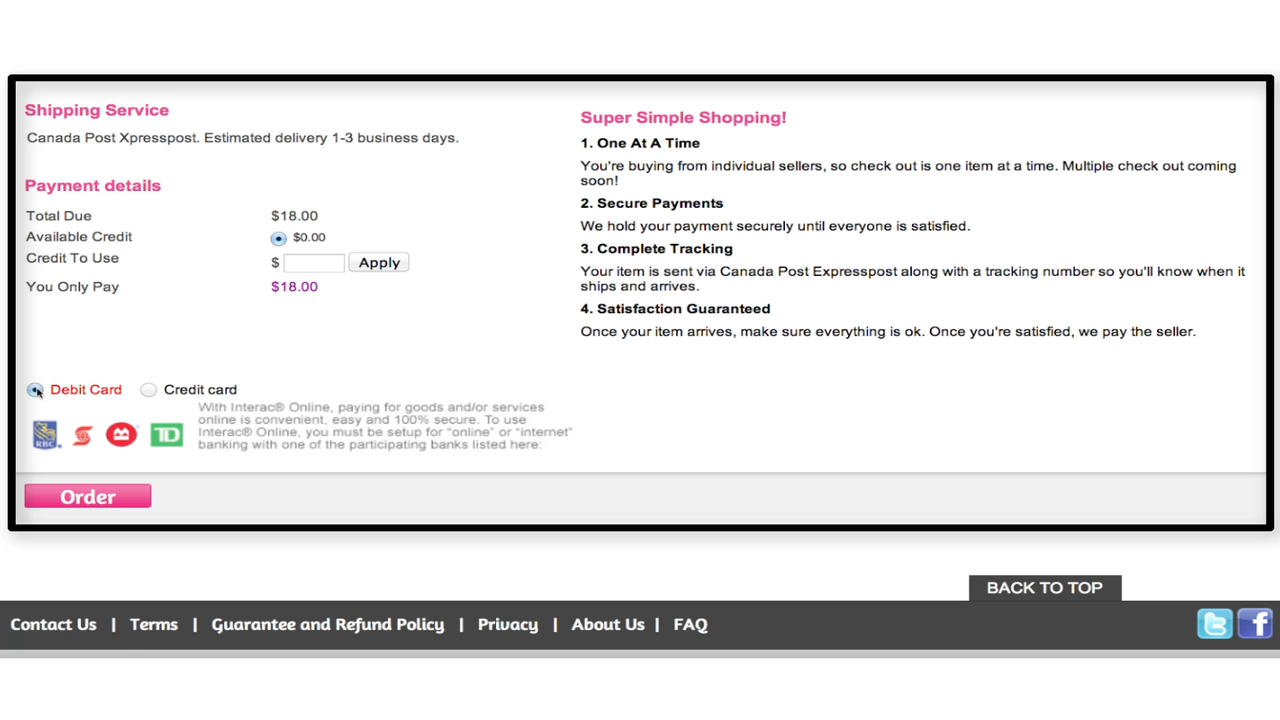 Shipping Service
Canada Post Xpresspost. Estimated delivery 1-3 business days.
Payment details
Total Due $18.00
Available Credit $0.00
Credit To Use $ Apply
You Only Pay $18.00
Debit Card Credit card
RBC TD
With Interac® Online, paying for goods and/or services
online is convenient, easy and 100% secure. To use
Interac® Online, you must be setup for “online” or “internet”
banking with one of the participating banks listed here:
Order
Super Simple Shopping!
1. One At A Time
You're buying from individual sellers, so check out is one item at a time. Multiple check out coming
soon!
2. Secure Payments
We hold your payment securely until everyone is satisfied.
3. Complete Tracking
Your item is sent via Canada Post Expresspost along with a tracking number so you'll know when it
ships and arrives.
4. Satisfaction Guaranteed
Once your item arrives, make sure everything is ok. Once you're satisfied, we pay the seller.
BACK TO TOP
Contact Us | Terms | Guarantee and Refund Policy | Privacy | About Us | FAQ